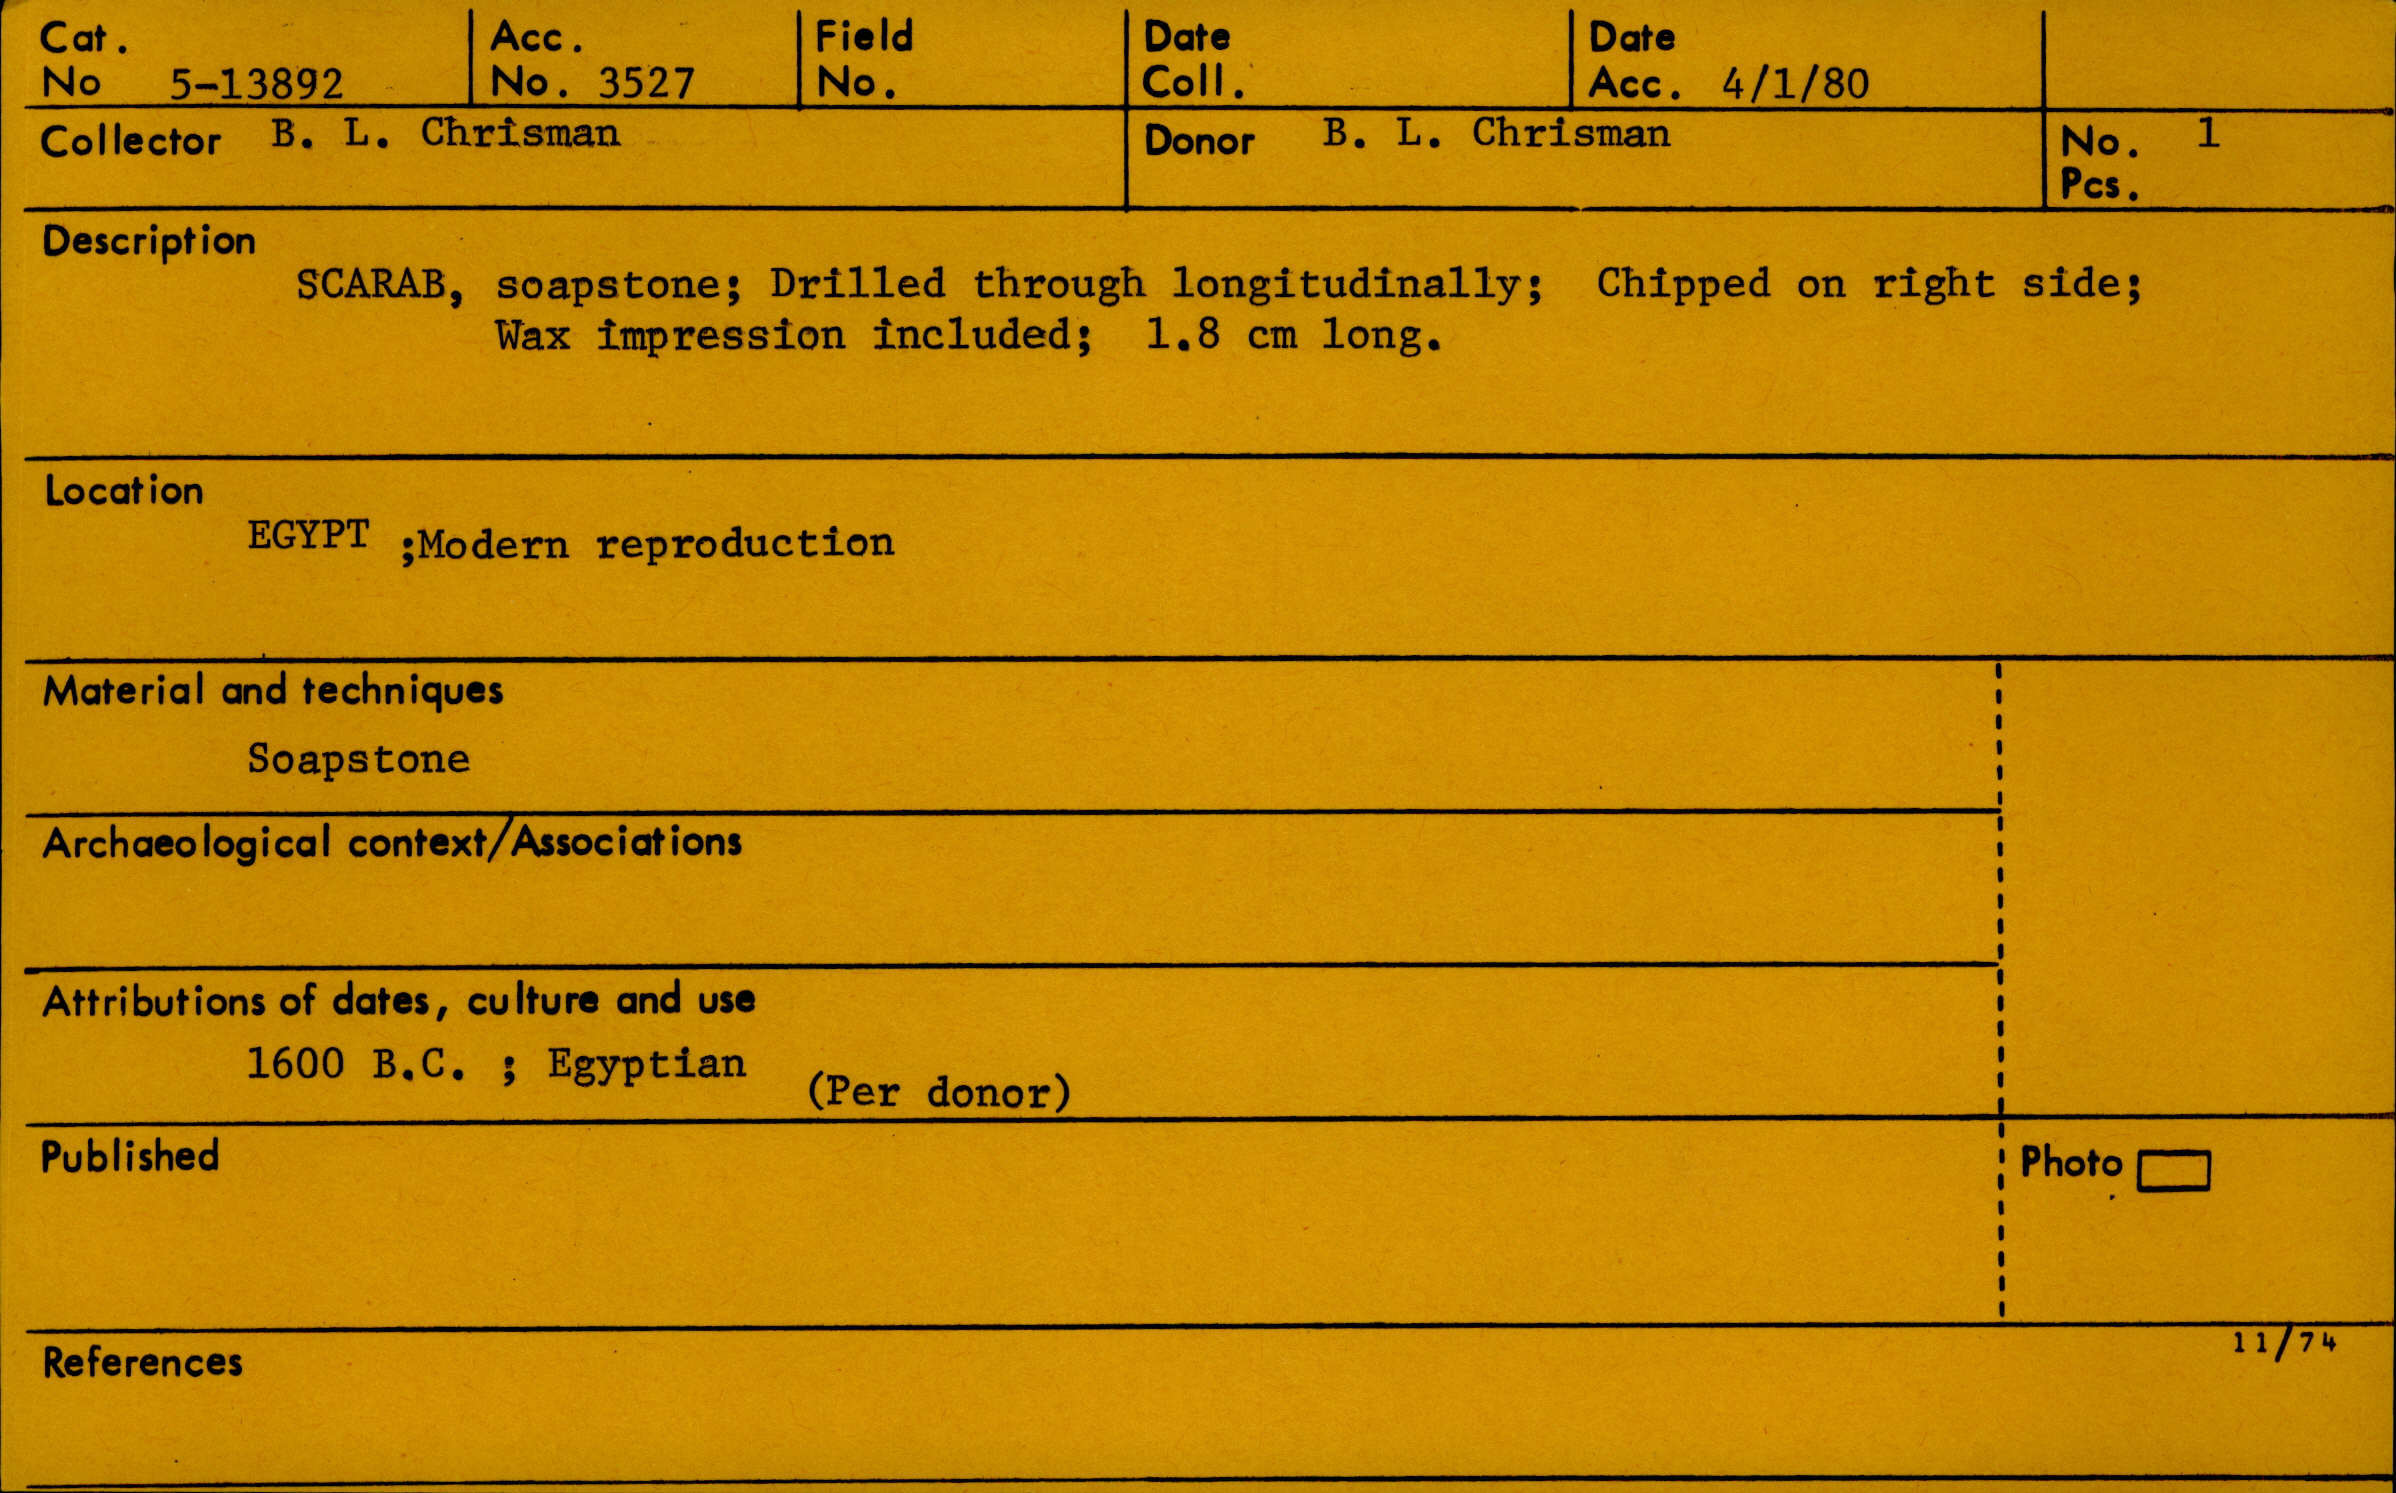 Cat. No 5-13892 Acc. No. 3527 Field No. Date Coll. Date Acc. 4/1/80
Collector B. L. Chrisman Donor B. L. Chrisman No. Pcs. 1
Description
SCARAB, soapstone; Drilled through longitudinally; Chipped on right side;
Wax impression included; 1.8 cm long.
Location
EGYPT ;Modern reproduction
Material and techniques
Soapstone
Archaeological context/Associations
Attributions of dates, culture and use
1600 B.C. ; Egyptian (Per donor)
Published
Photo
11/74
References